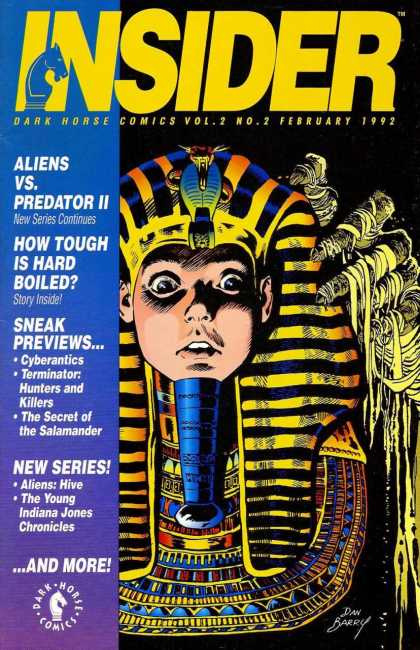 INSIDER™
DARK HORSE COMICS VOL.2 NO.2 FEBRUARY 1992
ALIENS
VS.
PREDATOR II
New Series Continues
HOW TOUGH
IS HARD
BOILED?
Story Inside!
SNEAK
PREVIEWS...
• Cyberantics
• Terminator:
Hunters and
Killers
• The Secret of
the Salamander
NEW SERIES!
• Aliens: Hive
• The Young
Indiana Jones
Chronicles
...AND MORE!
DARK • HORSE
COMICS
DAN
BARRY